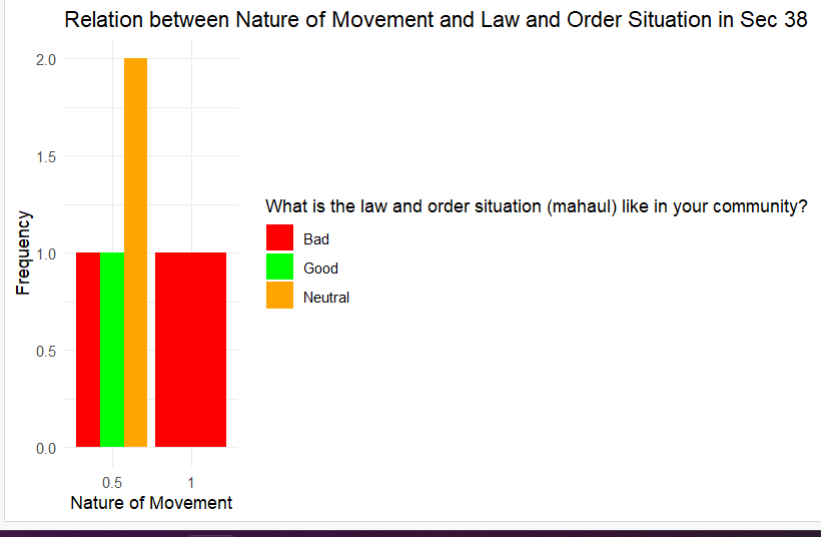 Relation between Nature of Movement and Law and Order Situation in Sec 38
2.0
1.5
1.0
0.5
0.0
Frequency
0.5
1
Nature of Movement
What is the law and order situation (mahaul) like in your community?
Bad
Good
Neutral